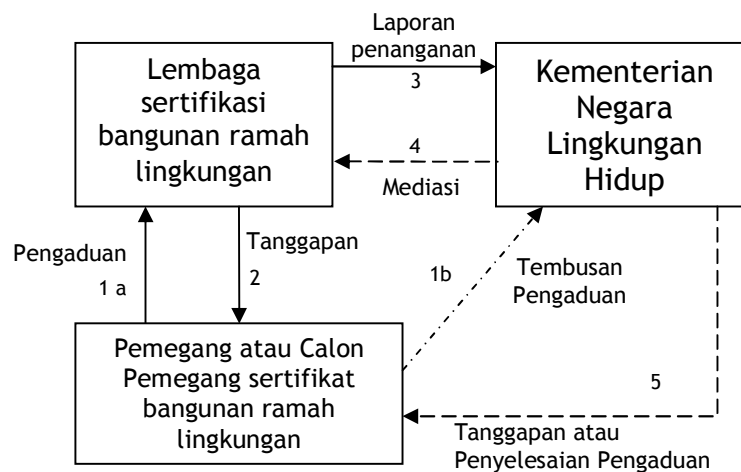 Lembaga
sertifikasi
bangunan ramah
lingkungan
Laporan
penanganan
3
Kementerian
Negara
Lingkungan
Hidup
4
Mediasi
Pengaduan
1 a
Tanggapan
2
1b
Tembusan
Pengaduan
Pemegang atau Calon
Pemegang sertifikat
bangunan ramah
lingkungan
5
Tanggapan atau
Penyelesaian Pengaduan